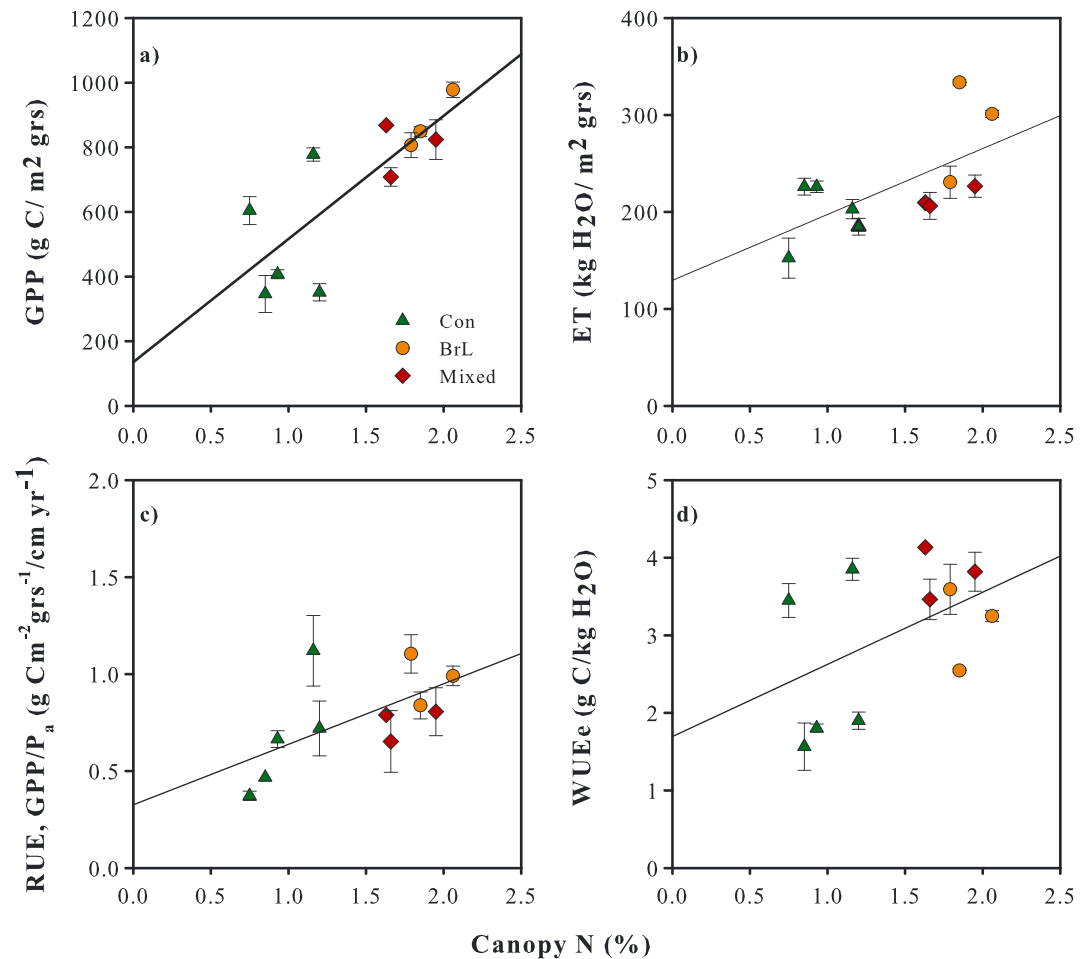 a)
GPP (g C/ m2 grs)
1200
1000
800
600
400
200
0
0.0 0.5 1.0 1.5 2.0 2.5
Con
BrL
Mixed
b)
ET (kg H2O/ m2 grs)
400
300
200
100
0
0.0 0.5 1.0 1.5 2.0 2.5
c)
RUE, GPP/Pa (g Cm-2grs-1/cm yr-1)
2.0
1.5
1.0
0.5
0.0
0.0 0.5 1.0 1.5 2.0 2.5
d)
WUEe (g C/kg H2O)
5
4
3
2
1
0
0.0 0.5 1.0 1.5 2.0 2.5
Canopy N (%)